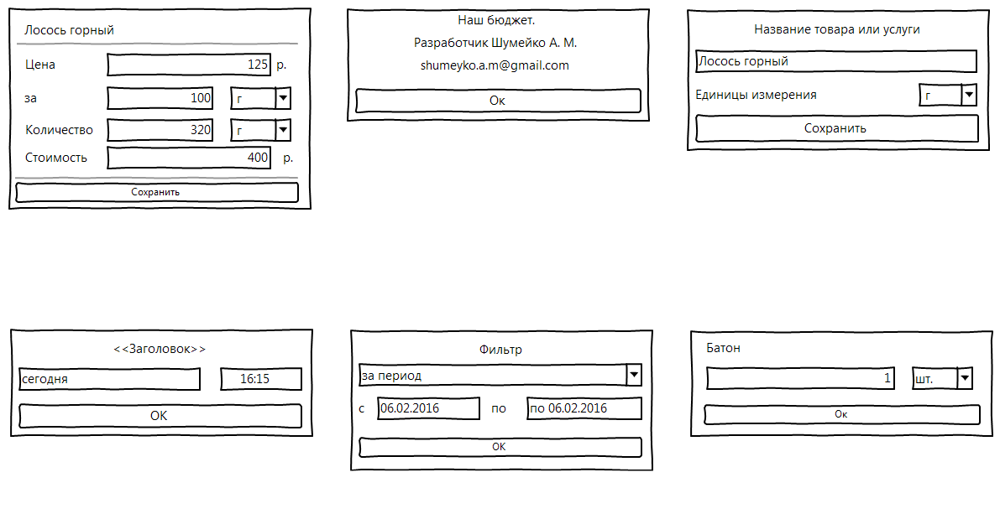 Лосось горный
Цена 125 р.
за 100 г
Количество 320 г
Стоимость 400 р.
Сохранить
Наш бюджет.
Разработчик Шумейко А. М.
shumeyko.a.m@gmail.com
Ок
Название товара или услуги
Лосось горный
Единицы измерения г
Сохранить
<<Заголовок>>
сегодня 16:15
ОК
Фильтр
за период
с 06.02.2016 по по 06.02.2016
ОК
Батон
1 шт.
Ок